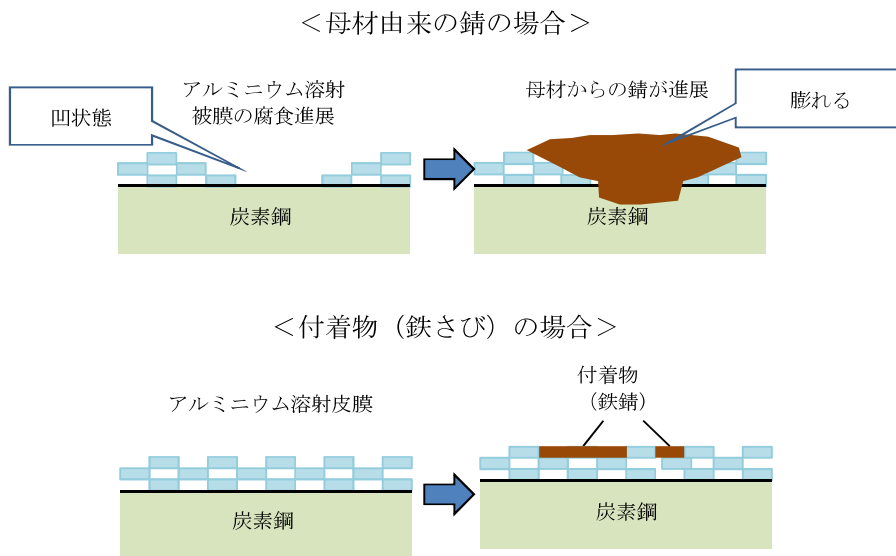 ＜母材由来の錆の場合＞
凹状態
アルミニウム溶射
被膜の腐食進展
母材からの錆が進展
膨れる
炭素鋼
炭素鋼
＜付着物（鉄さび）の場合＞
アルミニウム溶射皮膜
付着物
（鉄錆）
炭素鋼
炭素鋼